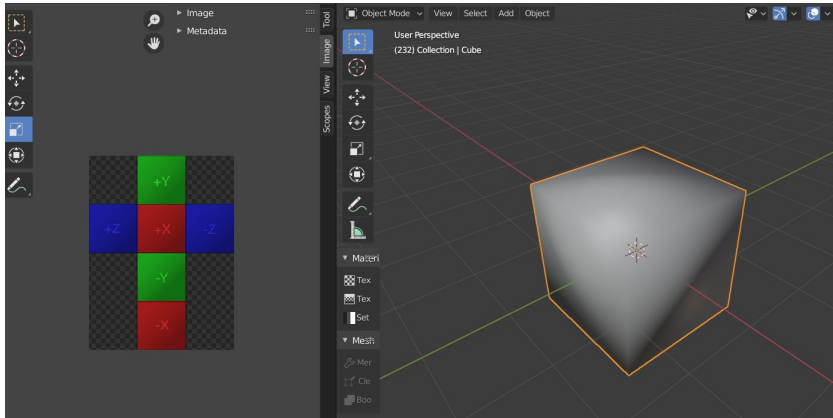 Image
Metadata
Tool
Image
View
Scopes
+Y
+Z
+X
-Z
-Y
-X
Object Mode
View
Select
Add
Object
User Perspective
(232) Collection | Cube
Materi
Tex
Tex
Set
Mesh
Mer
Cle
Boo